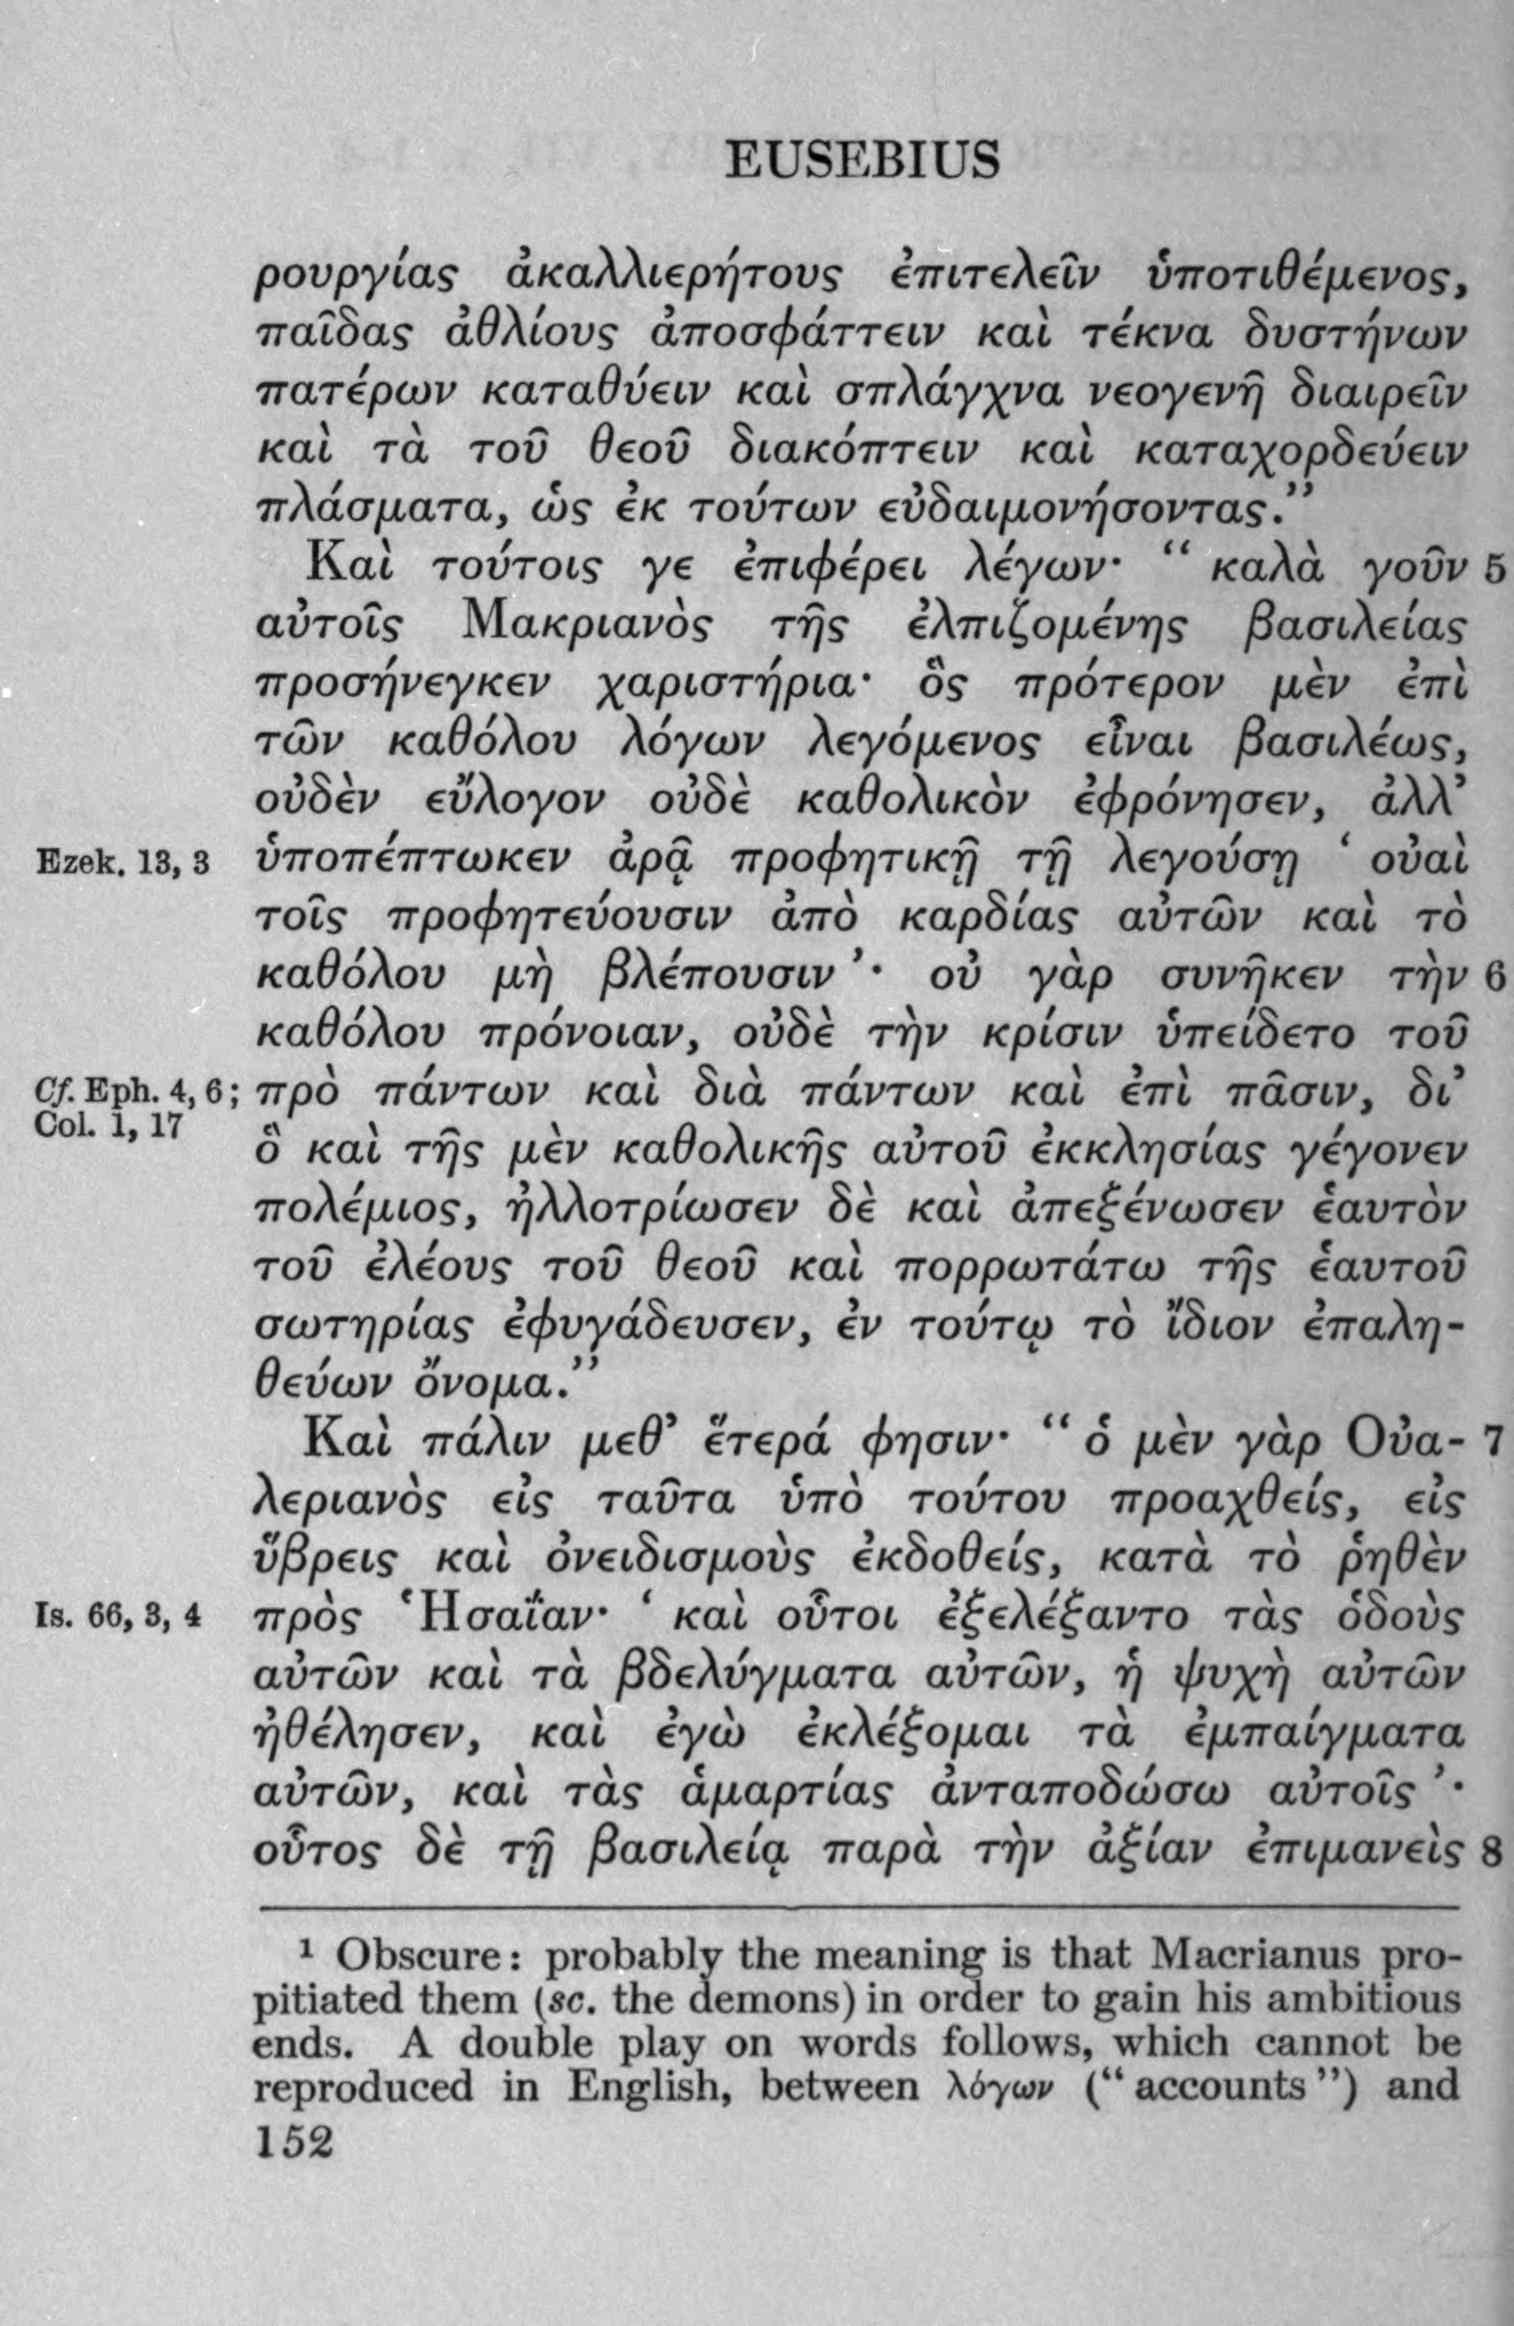 EUSEBIUS
ρουργίας ἀκαλλιερήτους ἐπιτελεῖν ὑποτιθέμενος,
παῖδας ἀθλίους ἀποσφάττειν καὶ τέκνα δυστήνων
πατέρων καταθύειν καὶ σπλάγχνα νεογενῆ διαιρεῖν
καὶ τὰ τοῦ θεοῦ διακόπτειν καὶ καταχορδεύειν
πλάσματα, ὡς ἐκ τούτων εὐδαιμονήσοντας.”
Καὶ τούτοις γε ἐπιφέρει λέγων· “ καλὰ γοῦν 5
αὐτοῖς Μακριανὸς τῆς ἐλπιζομένης βασιλείας
προσήνεγκεν χαριστήρια· ὃς πρότερον μὲν ἐπὶ
τῶν καθόλου λόγων λεγόμενος εἶναι βασιλέως,
οὐδὲν εὔλογον οὐδὲ καθολικὸν ἐφρόνησεν, ἀλλ’
Ezek. 13, 3 ὑποπέπτωκεν ἀρᾷ προφητικῇ τῇ λεγούσῃ ‘ οὐαὶ
τοῖς προφητεύουσιν ἀπὸ καρδίας αὐτῶν καὶ τὸ
καθόλου μὴ βλέπουσιν ’· οὐ γὰρ συνῆκεν τὴν 6
καθόλου πρόνοιαν, οὐδὲ τὴν κρίσιν ὑπείδετο τοῦ
Cf. Eph. 4, 6; πρὸ πάντων καὶ διὰ πάντων καὶ ἐπὶ πᾶσιν, δι’
Col. 1, 17 ὃ καὶ τῆς μὲν καθολικῆς αὐτοῦ ἐκκλησίας γέγονεν
πολέμιος, ἠλλοτρίωσεν δὲ καὶ ἀπεξένωσεν ἑαυτὸν
τοῦ ἐλέους τοῦ θεοῦ καὶ πορρωτάτω τῆς ἑαυτοῦ
σωτηρίας ἐφυγάδευσεν, ἐν τούτῳ τὸ ἴδιον ἐπαλη-
θεύων ὄνομα.”
Καὶ πάλιν μεθ’ ἕτερά φησιν· “ ὁ μὲν γὰρ Οὐα- 7
λεριανὸς εἰς ταῦτα ὑπὸ τούτου προαχθείς, εἰς
ὕβρεις καὶ ὀνειδισμοὺς ἐκδοθείς, κατὰ τὸ ῥηθὲν
Is. 66, 3, 4 πρὸς Ἡσαΐαν· ‘ καὶ οὗτοι ἐξελέξαντο τὰς ὁδοὺς
αὐτῶν καὶ τὰ βδελύγματα αὐτῶν, ἡ ψυχὴ αὐτῶν
ἠθέλησεν, καὶ ἐγὼ ἐκλέξομαι τὰ ἐμπαίγματα
αὐτῶν, καὶ τὰς ἁμαρτίας ἀνταποδώσω αὐτοῖς ’·
οὗτος δὲ τῇ βασιλείᾳ παρὰ τὴν ἀξίαν ἐπιμανεὶς 8
¹ Obscure: probably the meaning is that Macrianus pro-
pitiated them (sc. the demons) in order to gain his ambitious
ends. A double play on words follows, which cannot be
reproduced in English, between λόγων (“accounts”) and
152